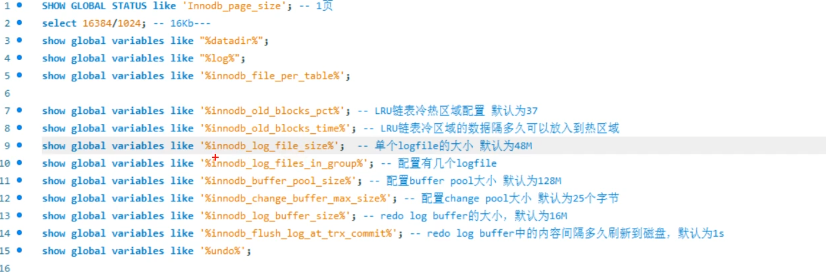 1 SHOW GLOBAL STATUS like 'Innodb_page_size'; -- 1页
2 select 16384/1024; -- 16Kb---
3 show global variables like "%datadir%";
4 show global variables like "%log%";
5 show global variables like '%innodb_file_per_table%';
6
7 show global variables like '%innodb_old_blocks_pct%'; -- LRU链表冷热区域配置 默认为37
8 show global variables like '%innodb_old_blocks_time%'; -- LRU链表冷区域的数据隔多久可以放入到热区域
9 show global variables like '%innodb_log_file_size%'; -- 单个logfile的大小 默认为48M
10 show global variables like '%innodb_log_files_in_group%'; -- 配置有几个logfile
11 show global variables like '%innodb_buffer_pool_size%'; -- 配置buffer pool大小 默认为128M
12 show global variables like '%innodb_change_buffer_max_size%'; -- 配置change pool大小 默认为25个字节
13 show global variables like '%innodb_log_buffer_size%'; -- redo log buffer的大小，默认为16M
14 show global variables like '%innodb_flush_log_at_trx_commit%'; -- redo log buffer中的内容间隔多久刷新到磁盘，默认为1s
15 show global variables like '%undo%';
16